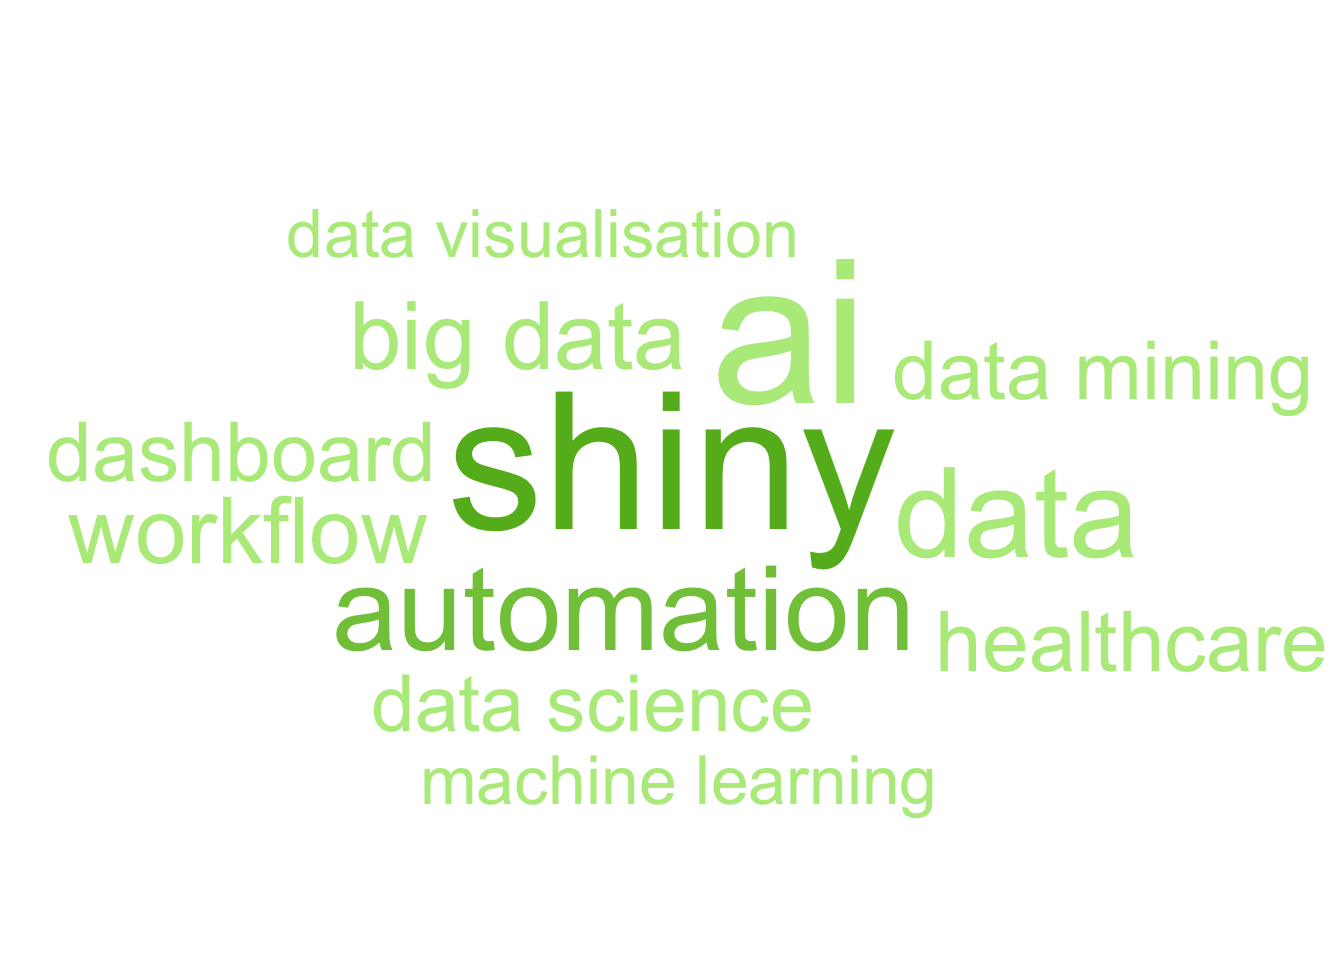 data visualisation
big data
ai
data mining
dashboard
shiny
workflow
data
automation
healthcare
data science
machine learning